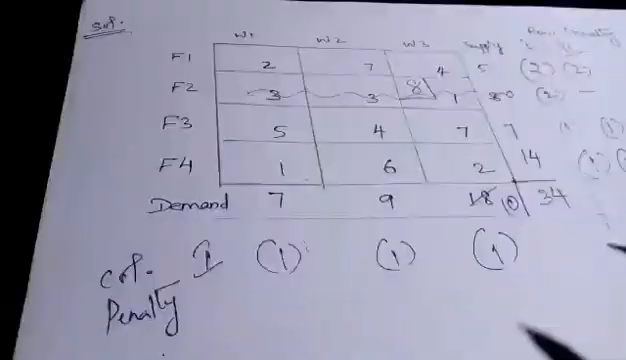 Sol.
W1 W2 W3 Supply
F1 2 7 4 5 (2) (2)
F2 3 3 8 1 8 0 (2) -
F3 5 4 7 7 (1)
F4 1 6 2 14 (1)
Demand 7 9 18 10 34
Col. I (1) (1) (1)
Penalty